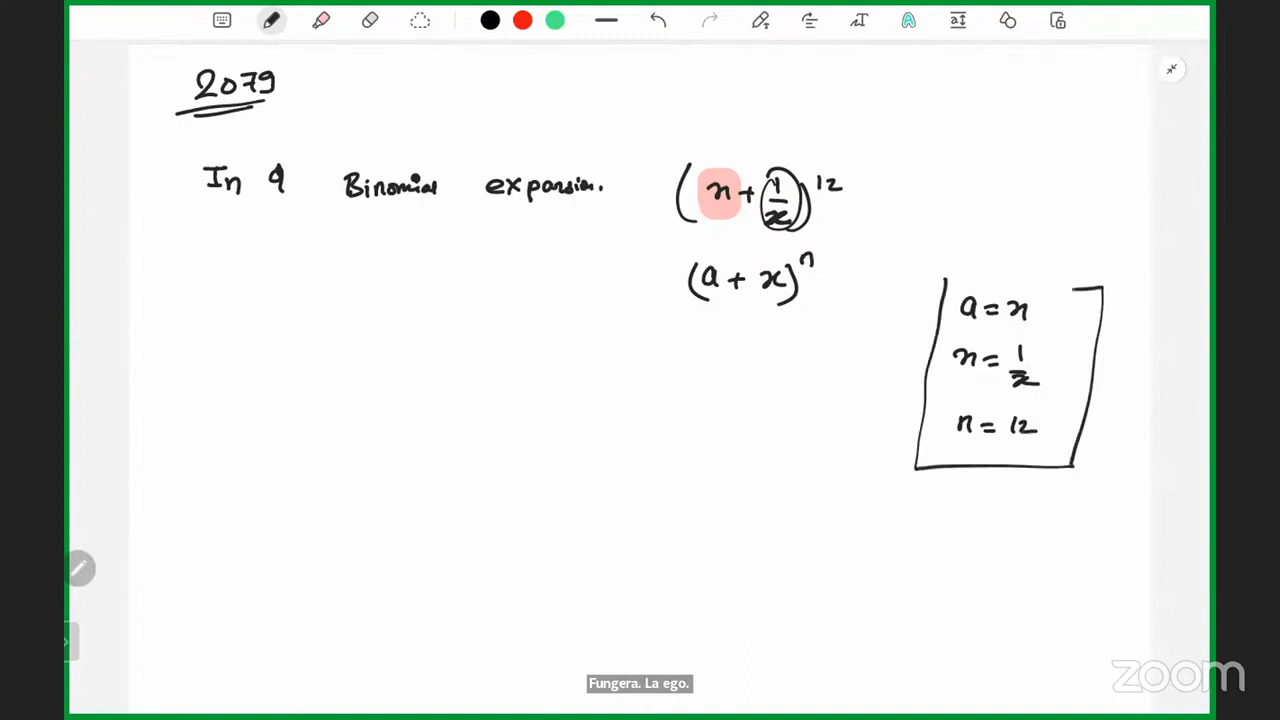 2079
In a Binomial expansion. (x + 1/x)^12
(a + x)^n
a = x
x = 1/x
n = 12
Fungera. La ego.
zoom